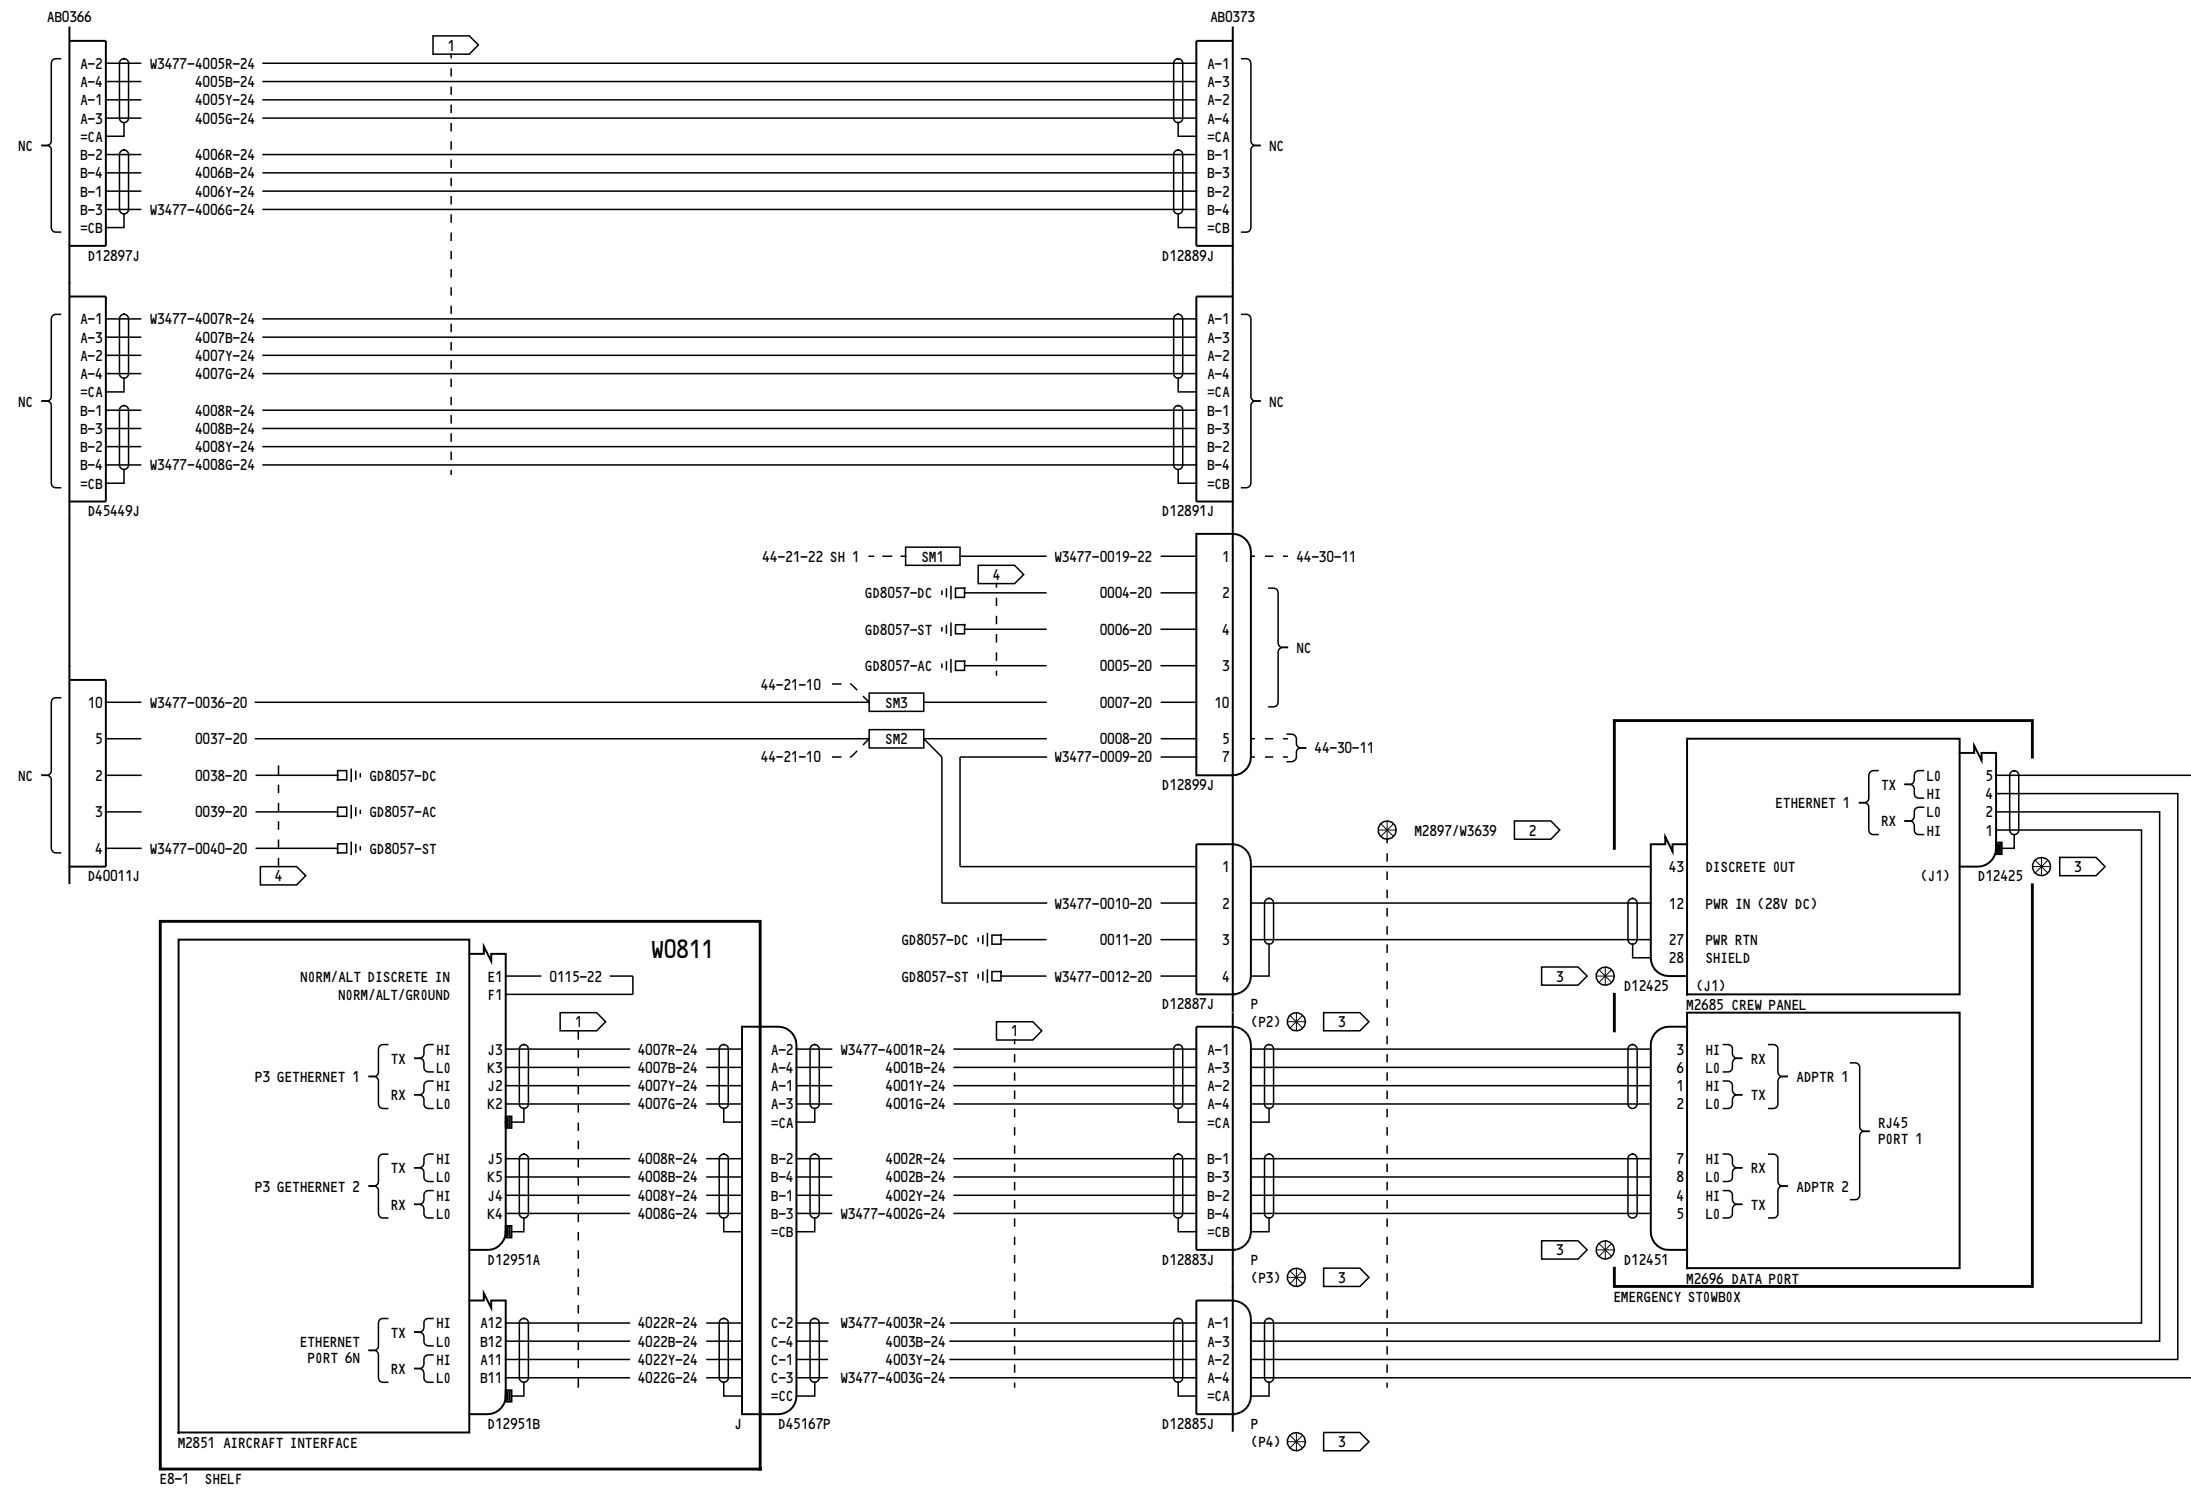 AB0366
AB0373
1
A-2 W3477-4005R-24 A-1
A-4 4005B-24 A-3
A-1 4005Y-24 A-2
A-3 4005G-24 A-4
=CA =CA
NC NC
B-2 4006R-24 B-1
B-4 4006B-24 B-3
B-1 4006Y-24 B-2
B-3 W3477-4006G-24 B-4
=CB =CB
D12897J D12889J
A-1 W3477-4007R-24 A-1
A-3 4007B-24 A-3
A-2 4007Y-24 A-2
A-4 4007G-24 A-4
=CA =CA
NC NC
B-1 4008R-24 B-1
B-3 4008B-24 B-3
B-2 4008Y-24 B-2
B-4 W3477-4008G-24 B-4
=CB =CB
D45449J D12891J
44-21-22 SH 1 SM1 W3477-0019-22 1 44-30-11
4
GD8057-DC 0004-20 2
GD8057-ST 0006-20 4
NC
GD8057-AC 0005-20 3
44-21-10
10 W3477-0036-20 SM3 0007-20 10
5 0037-20 SM2 0008-20 5
44-30-11
44-21-10 W3477-0009-20 7
NC 2 0038-20 GD8057-DC
D12899J
3 0039-20 GD8057-AC
4 W3477-0040-20 GD8057-ST
D40011J 4
M2897/W3639 2
ETHERNET 1 TX LO 5
HI 4
RX LO 2
HI 1
(J1) D12425 3
1 43 DISCRETE OUT
W3477-0010-20 2 12 PWR IN (28V DC)
GD8057-DC 0011-20 3 27 PWR RTN
28 SHIELD
GD8057-ST W3477-0012-20 4
3 D12425 (J1)
D12887J P
(P2) 3
M2685 CREW PANEL
W0811
NORM/ALT DISCRETE IN E1 0115-22
NORM/ALT/GROUND F1
1 1
P3 GETHERNET 1
TX HI J3 4007R-24 A-2 W3477-4001R-24 A-1 3 HI RX
LO K3 4007B-24 A-4 4001B-24 A-3 6 LO
RX HI J2 4007Y-24 A-1 4001Y-24 A-2 1 HI TX
LO K2 4007G-24 A-3 4001G-24 A-4 2 LO
ADPTR 1
=CA =CA
RJ45
PORT 1
P3 GETHERNET 2
TX HI J5 4008R-24 B-2 4002R-24 B-1 7 HI RX
LO K5 4008B-24 B-4 4002B-24 B-3 8 LO
RX HI J4 4008Y-24 B-1 4002Y-24 B-2 4 HI TX
LO K4 4008G-24 B-3 W3477-4002G-24 B-4 5 LO
ADPTR 2
=CB =CB
D12951A D12883J P
(P3) 3
3 D12451
M2696 DATA PORT
EMERGENCY STOWBOX
ETHERNET
PORT 6N
TX HI A12 4022R-24 C-2 W3477-4003R-24 A-1
LO B12 4022B-24 C-4 4003B-24 A-3
RX HI A11 4022Y-24 C-1 4003Y-24 A-2
LO B11 4022G-24 C-3 W3477-4003G-24 A-4
=CC =CA
D12951B J D45167P D12885J P
(P4) 3
M2851 AIRCRAFT INTERFACE
E8-1 SHELF